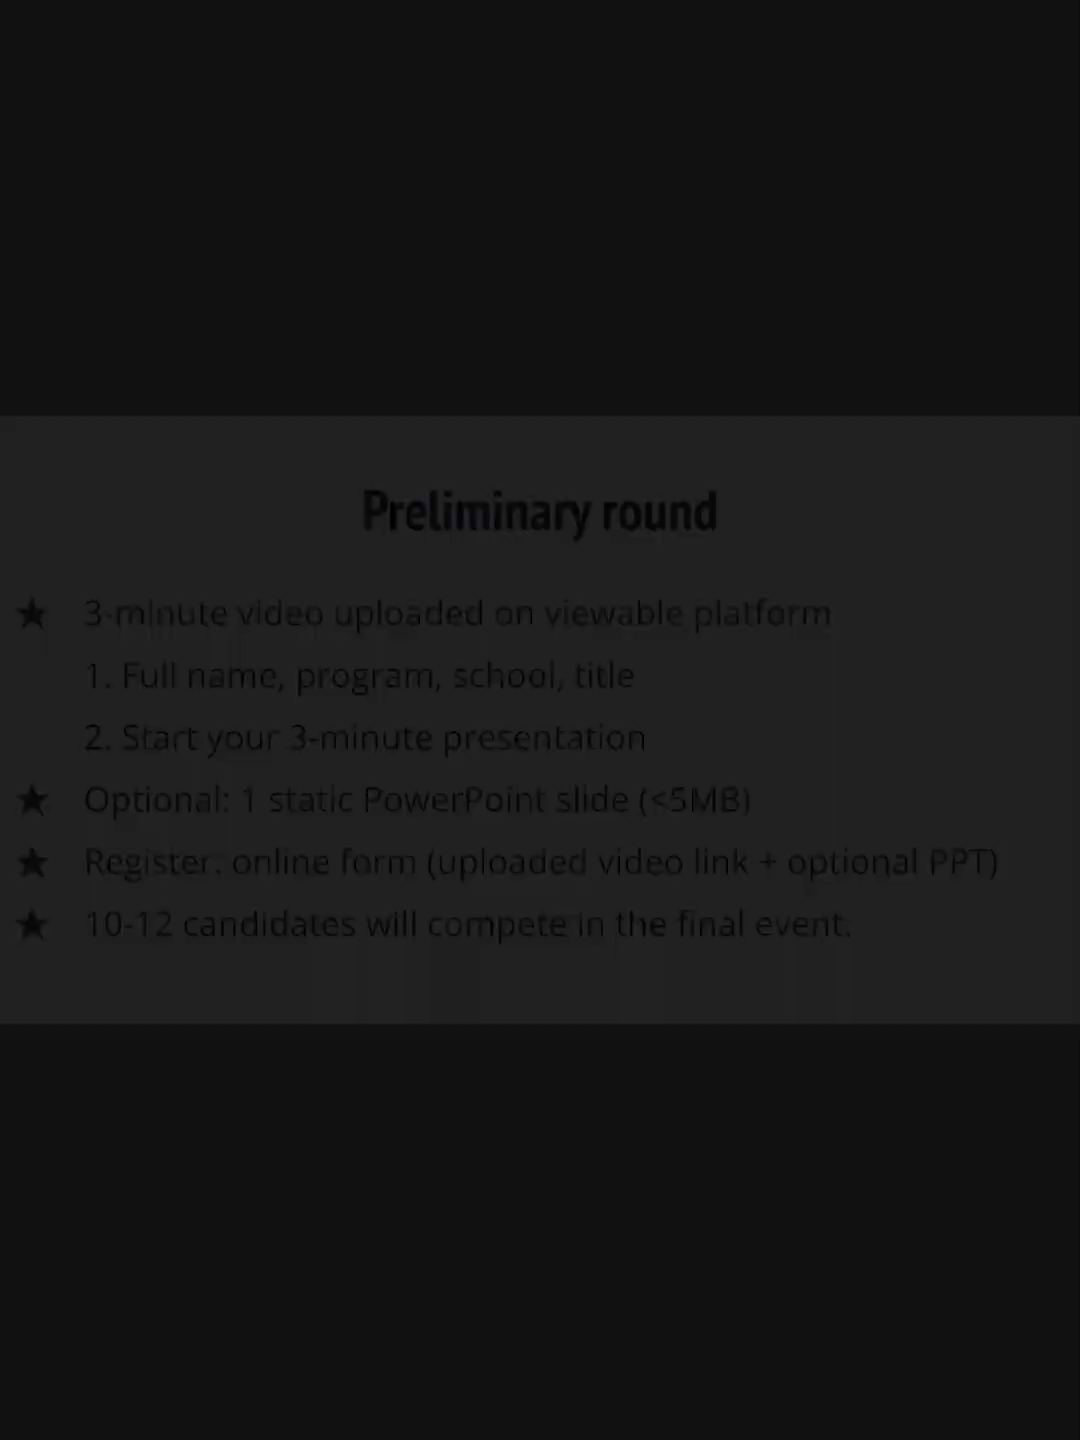 Preliminary round
★ 3-minute video uploaded on viewable platform
1. Full name, program, school, title
2. Start your 3-minute presentation
★ Optional: 1 static PowerPoint slide (<5MB)
★ Register: online form (uploaded video link + optional PPT)
★ 10-12 candidates will compete in the final event.